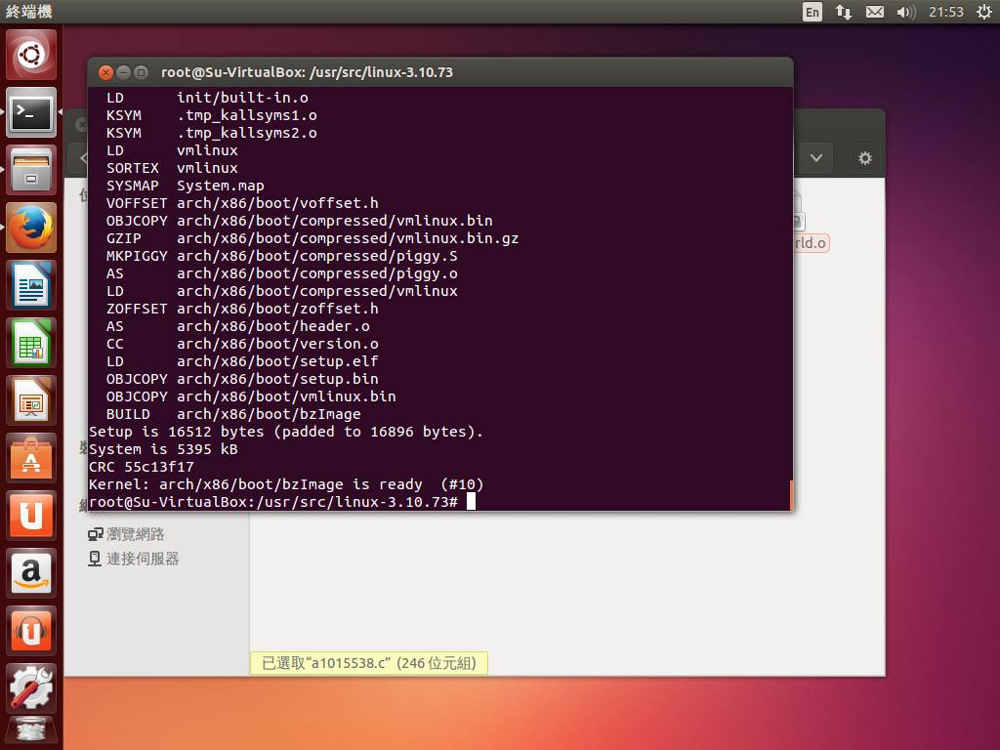 終端機
En
21:53
root@Su-VirtualBox: /usr/src/linux-3.10.73
LD init/built-in.o
KSYM .tmp_kallsyms1.o
KSYM .tmp_kallsyms2.o
LD vmlinux
SORTEX vmlinux
SYSMAP System.map
VOFFSET arch/x86/boot/voffset.h
OBJCOPY arch/x86/boot/compressed/vmlinux.bin
GZIP arch/x86/boot/compressed/vmlinux.bin.gz
MKPIGGY arch/x86/boot/compressed/piggy.S
AS arch/x86/boot/compressed/piggy.o
LD arch/x86/boot/compressed/vmlinux
ZOFFSET arch/x86/boot/zoffset.h
AS arch/x86/boot/header.o
CC arch/x86/boot/version.o
LD arch/x86/boot/setup.elf
OBJCOPY arch/x86/boot/setup.bin
OBJCOPY arch/x86/boot/vmlinux.bin
BUILD arch/x86/boot/bzImage
Setup is 16512 bytes (padded to 16896 bytes).
System is 5395 kB
CRC 55c13f17
Kernel: arch/x86/boot/bzImage is ready (#10)
root@Su-VirtualBox:/usr/src/linux-3.10.73#
rld.o
瀏覽網路
連接伺服器
已選取“a1015538.c” (246 位元組)